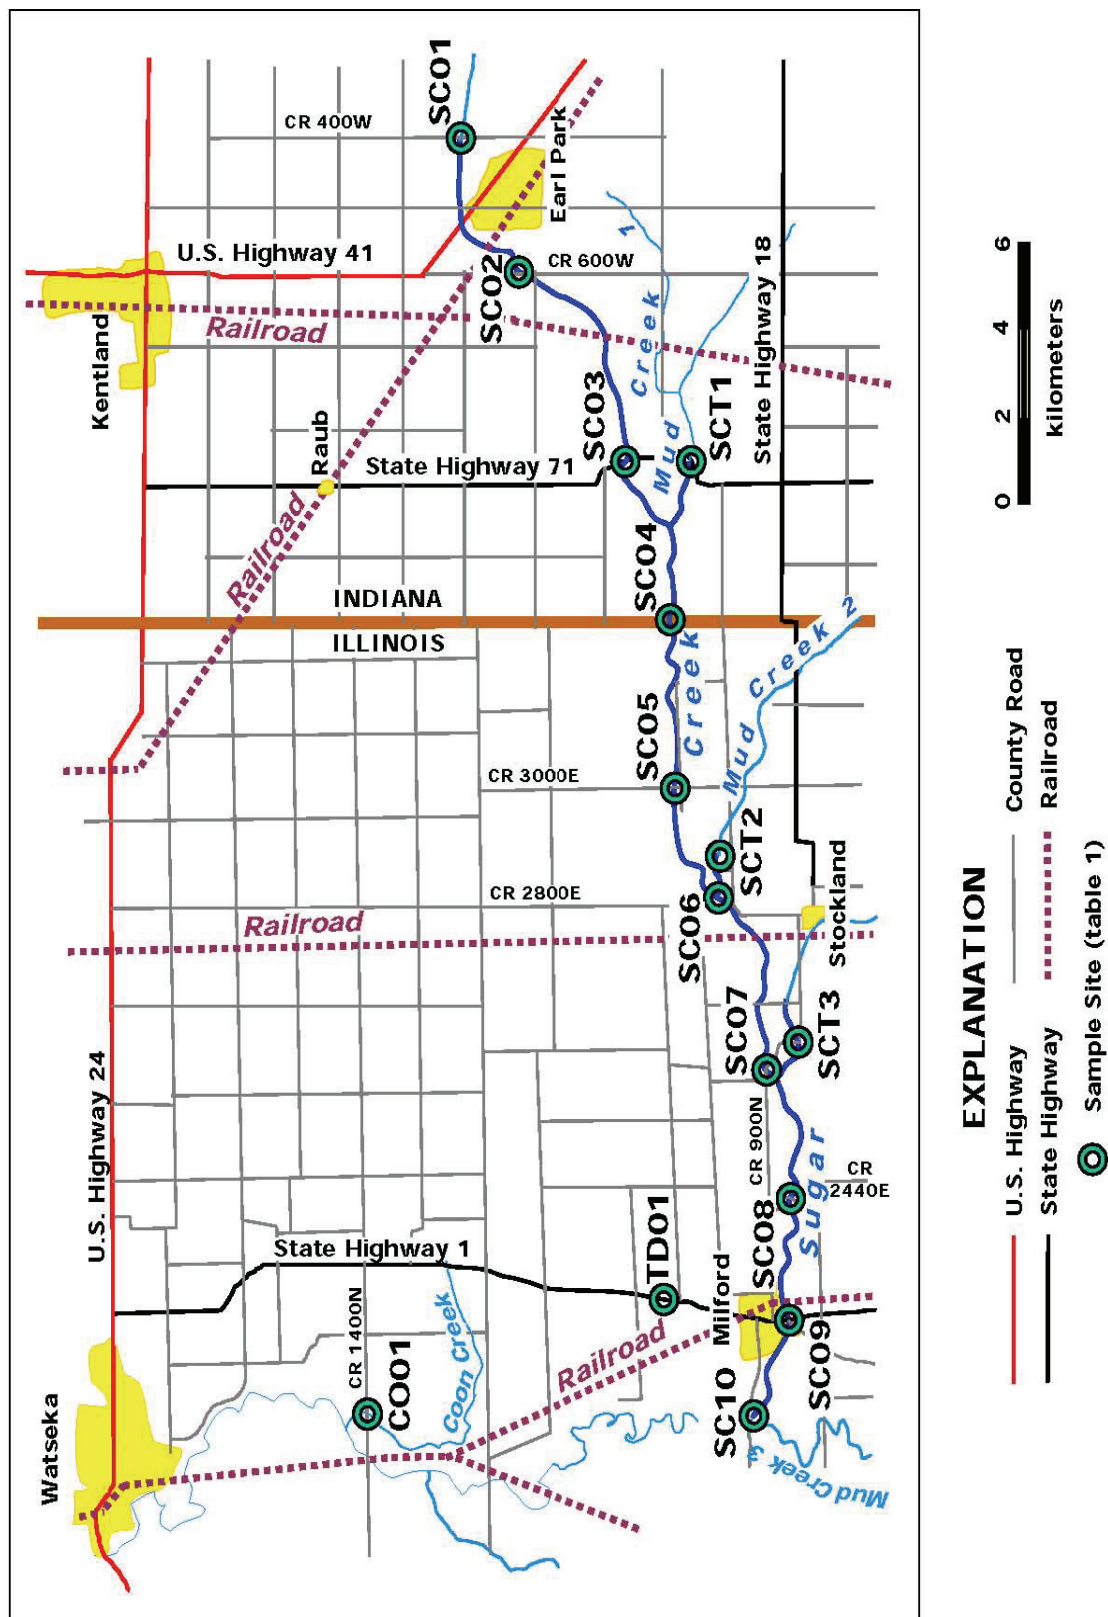 Watseka
U.S. Highway 24
Kentland
U.S. Highway 41
CR 400W
SC01
Earl Park
SC02
CR 600W
Railroad
Raub
State Highway 71
SC03
Mud Creek 1
SCT1
State Highway 18
Railroad
INDIANA
ILLINOIS
SC04
Creek
SC05
CR 3000E
Mud Creek 2
SCT2
CR 2800E
SC06
Railroad
Stockland
SC07
SCT3
CR 900N
Sugar
CR
2440E
SC08
State Highway 1
TD01
Milford
CR 1400N
CO01
Coon Creek
Railroad
SC09
SC10
Mud Creek 3
0 2 4 6
kilometers
EXPLANATION
U.S. Highway
County Road
State Highway
Railroad
Sample Site (table 1)